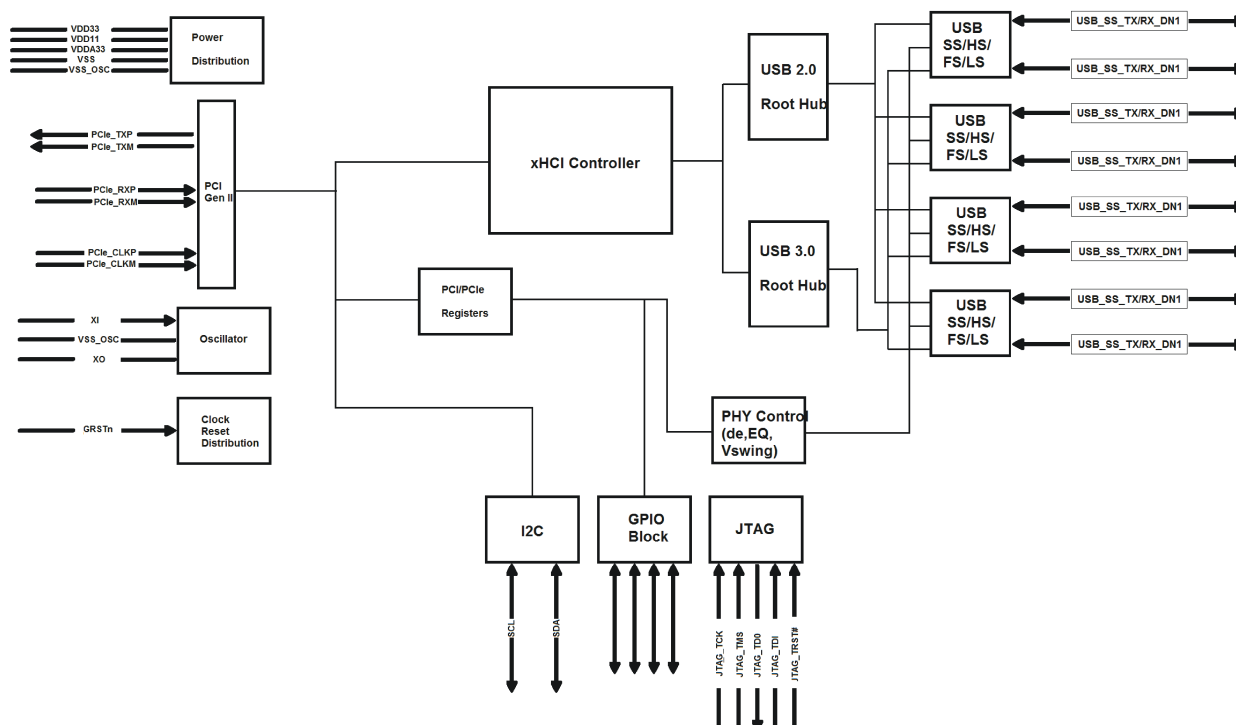 VDD33
VDD11
VDDA33
VSS
VSS_OSC
Power
Distribution
PCIe_TXP
PCIe_TXM
PCIe_RXP
PCIe_RXM
PCIe_CLKP
PCIe_CLKM
PCI
Gen II
XI
VSS_OSC
XO
Oscillator
GRSTn
Clock
Reset
Distribution
xHCI Controller
PCI/PCIe
Registers
USB 2.0
Root Hub
USB 3.0
Root Hub
PHY Control
(de,EQ,
Vswing)
USB
SS/HS/
FS/LS
USB_SS_TX/RX_DN1
USB_SS_TX/RX_DN1
USB
SS/HS/
FS/LS
USB_SS_TX/RX_DN1
USB_SS_TX/RX_DN1
USB
SS/HS/
FS/LS
USB_SS_TX/RX_DN1
USB_SS_TX/RX_DN1
USB
SS/HS/
FS/LS
USB_SS_TX/RX_DN1
USB_SS_TX/RX_DN1
I2C
SCL
SDA
GPIO
Block
JTAG
JTAG_TCK
JTAG_TMS
JTAG_TD0
JTAG_TDI
JTAG_TRST#